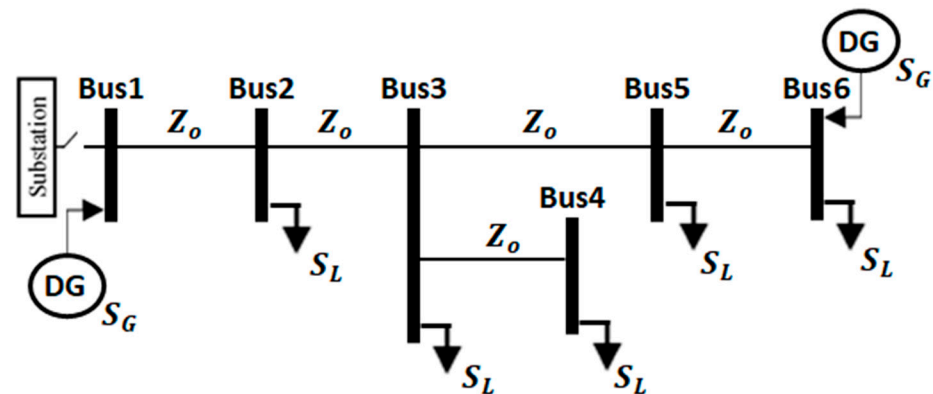 DG
S_G
Bus1
Bus2
Bus3
Bus5
Bus6
Substation
Z_o
Z_o
Z_o
Z_o
Bus4
Z_o
S_L
S_L
S_L
DG
S_G
S_L
S_L